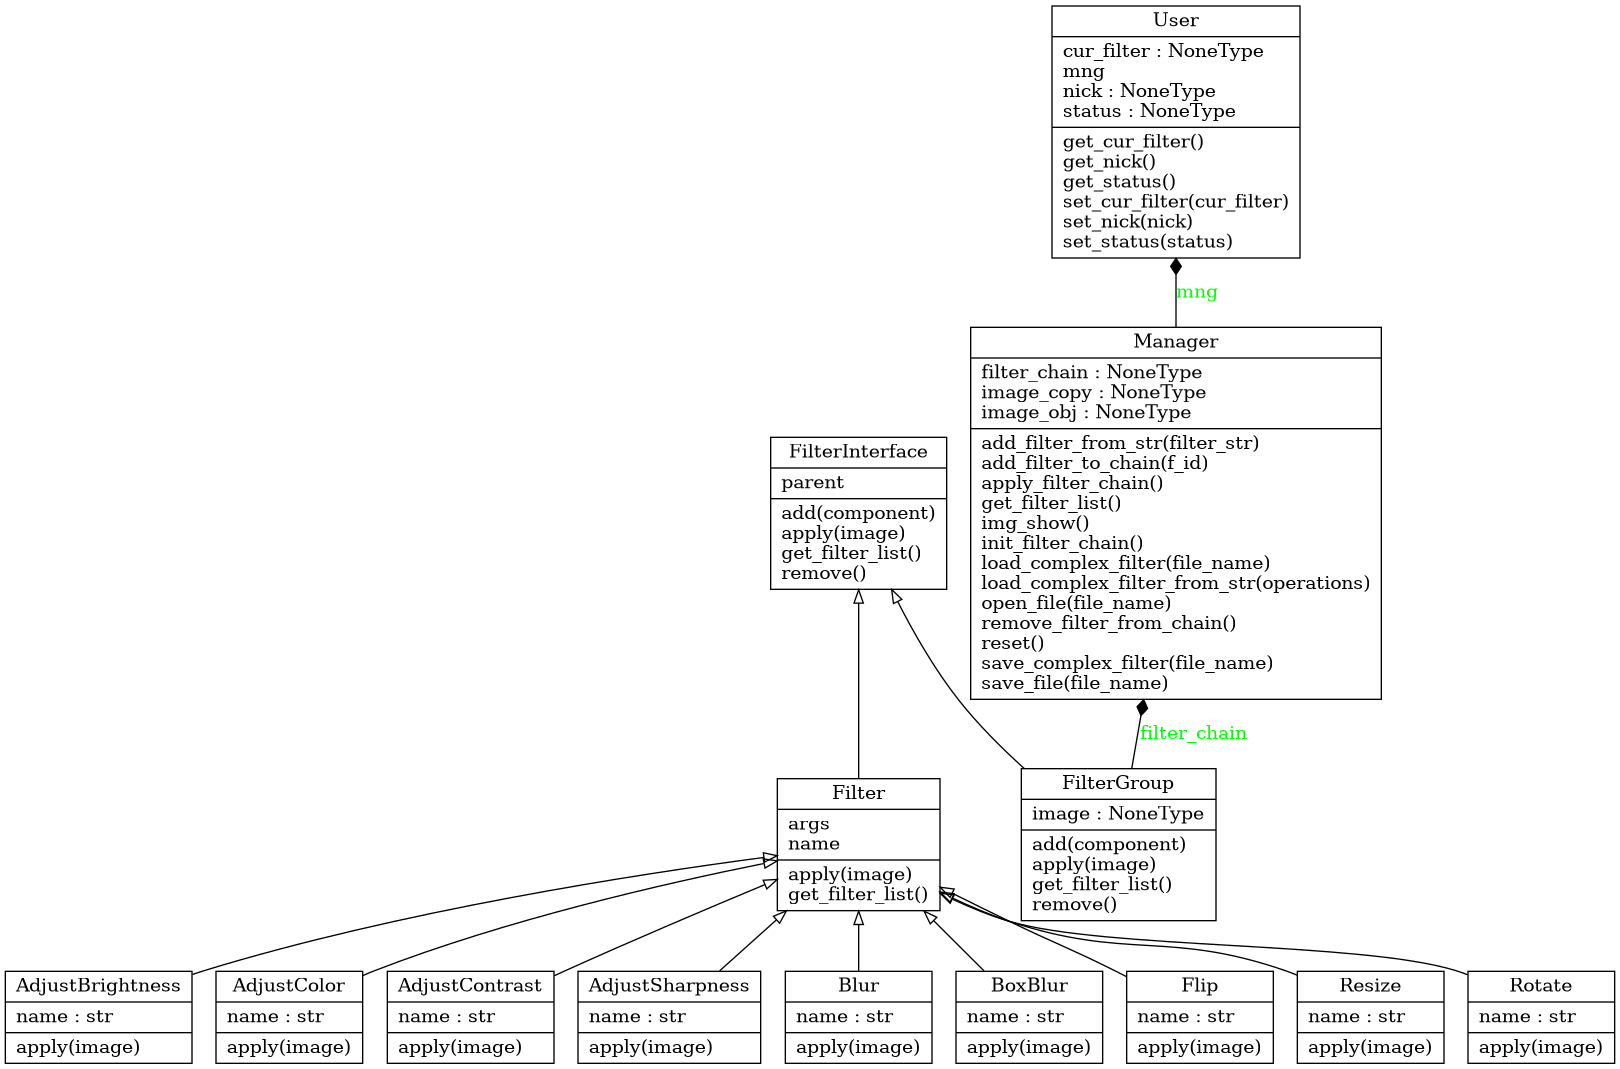 User
cur_filter : NoneType
mng
nick : NoneType
status : NoneType
get_cur_filter()
get_nick()
get_status()
set_cur_filter(cur_filter)
set_nick(nick)
set_status(status)
mng
Manager
filter_chain : NoneType
image_copy : NoneType
image_obj : NoneType
add_filter_from_str(filter_str)
add_filter_to_chain(f_id)
apply_filter_chain()
get_filter_list()
img_show()
init_filter_chain()
load_complex_filter(file_name)
load_complex_filter_from_str(operations)
open_file(file_name)
remove_filter_from_chain()
reset()
save_complex_filter(file_name)
save_file(file_name)
FilterInterface
parent
add(component)
apply(image)
get_filter_list()
remove()
filter_chain
Filter
args
name
apply(image)
get_filter_list()
FilterGroup
image : NoneType
add(component)
apply(image)
get_filter_list()
remove()
AdjustBrightness
name : str
apply(image)
AdjustColor
name : str
apply(image)
AdjustContrast
name : str
apply(image)
AdjustSharpness
name : str
apply(image)
Blur
name : str
apply(image)
BoxBlur
name : str
apply(image)
Flip
name : str
apply(image)
Resize
name : str
apply(image)
Rotate
name : str
apply(image)